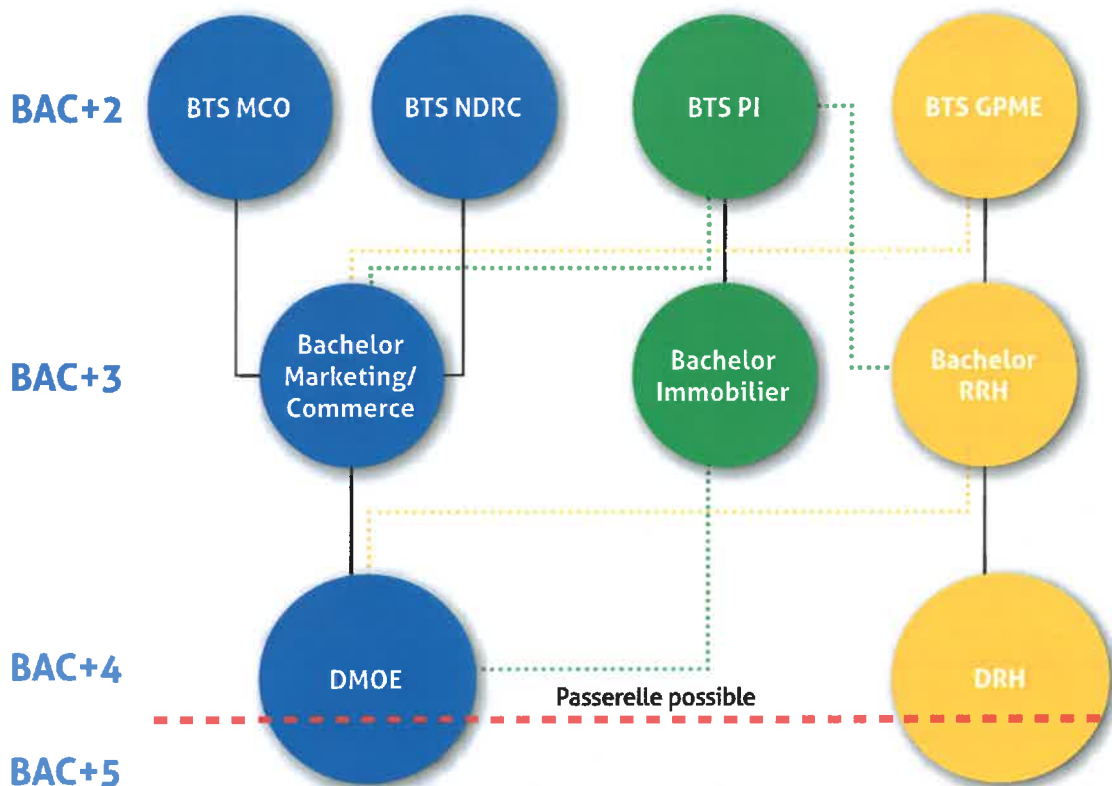 BAC+2
BTS MCO
BTS NDRC
BTS PI
BTS GPME
BAC+3
Bachelor
Marketing/
Commerce
Bachelor
Immobilier
Bachelor
RRH
BAC+4
DMOE
Passerelle possible
DRH
BAC+5